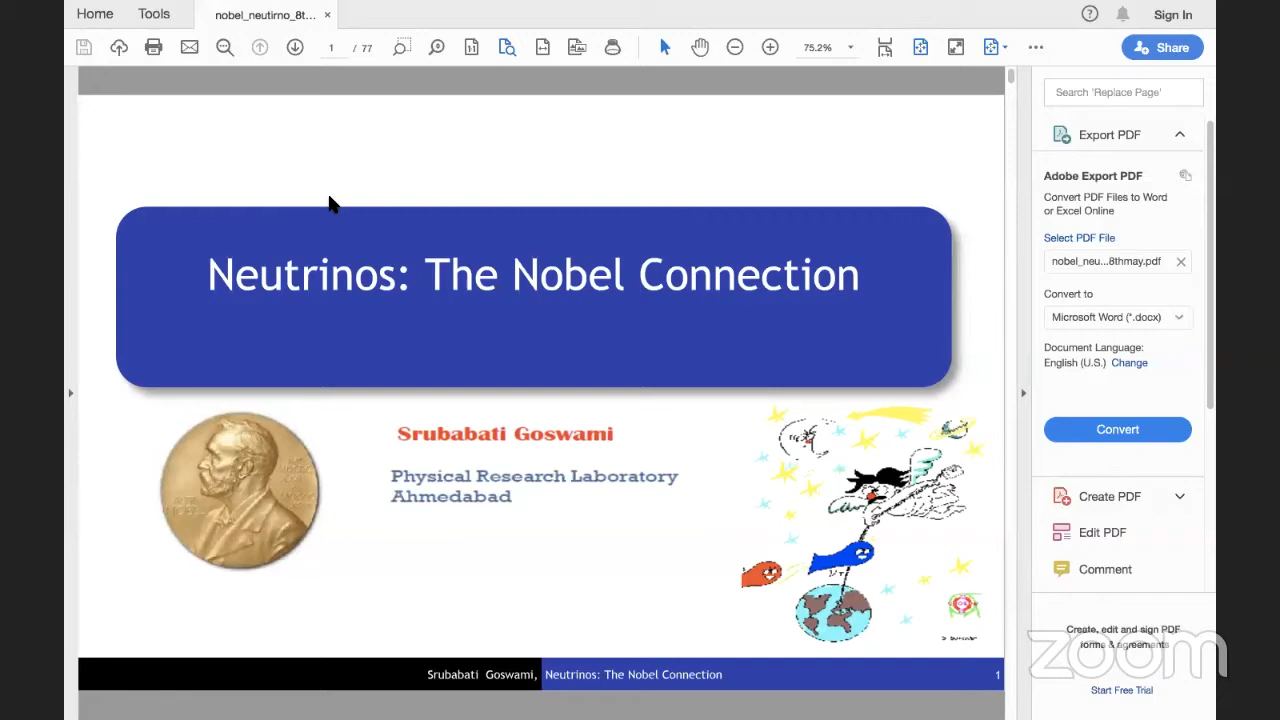 Home Tools nobel_neutirno_8t... × Sign In
1 / 77 75.2% Share
Search 'Replace Page'
Export PDF
Adobe Export PDF
Convert PDF Files to Word
or Excel Online
Select PDF File
nobel_neu...8thmay.pdf
Convert to
Microsoft Word (*.docx)
Document Language:
English (U.S.) Change
Convert
Create PDF
Edit PDF
Comment
Create, edit and sign PDF
forms & agreements
Start Free Trial
Neutrinos: The Nobel Connection
Srubabati Goswami
Physical Research Laboratory
Ahmedabad
Srubabati Goswami, Neutrinos: The Nobel Connection 1
zoom